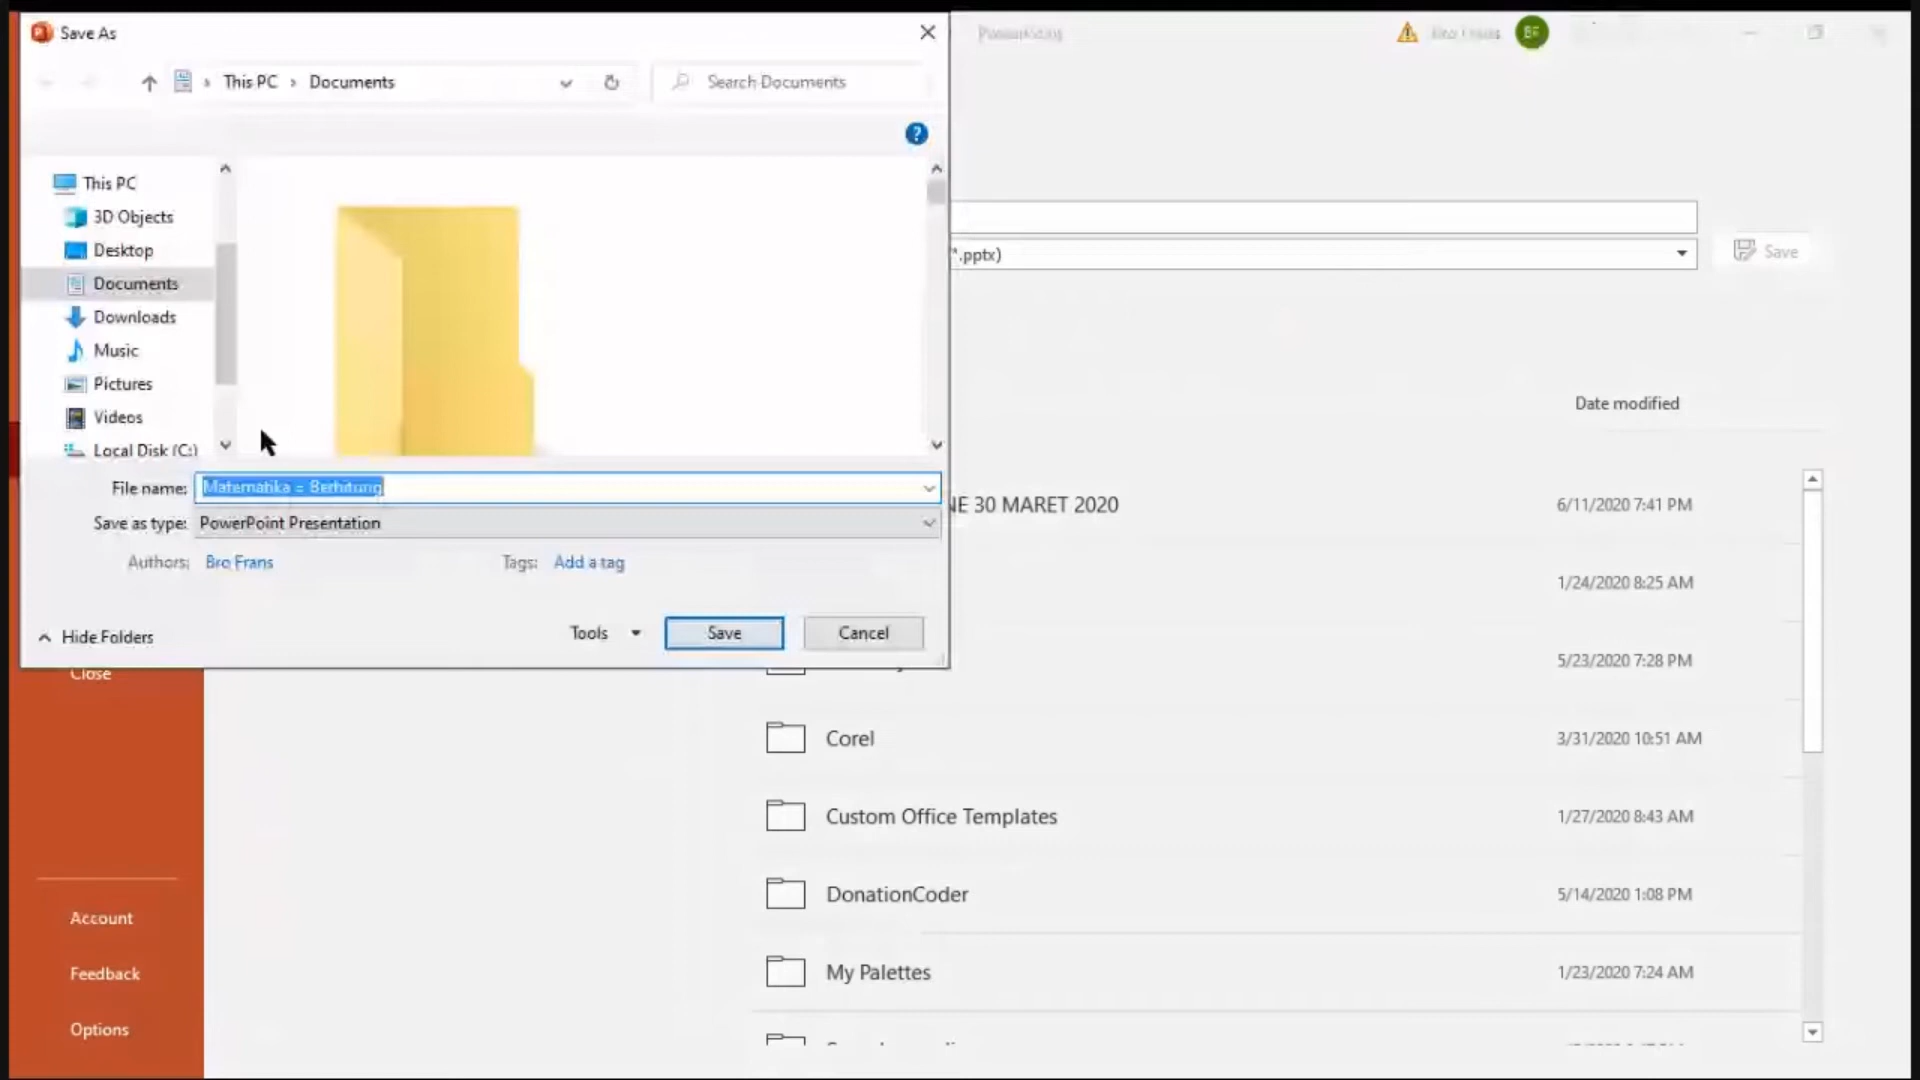 Save As
This PC > Documents
Search Documents
?
This PC
3D Objects
Desktop
Documents
Downloads
Music
Pictures
Videos
Local Disk (C:)
File name: Matematika = Berhitung
Save as type: PowerPoint Presentation
Authors: Bro Frans
Tags: Add a tag
Hide Folders
Tools
Save
Cancel
PowerPoint
Bro Frans
BF
*.pptx)
Save
Date modified
NE 30 MARET 2020
6/11/2020 7:41 PM
1/24/2020 8:25 AM
5/23/2020 7:28 PM
Corel
3/31/2020 10:51 AM
Custom Office Templates
1/27/2020 8:43 AM
DonationCoder
5/14/2020 1:08 PM
My Palettes
1/23/2020 7:24 AM
Close
Account
Feedback
Options